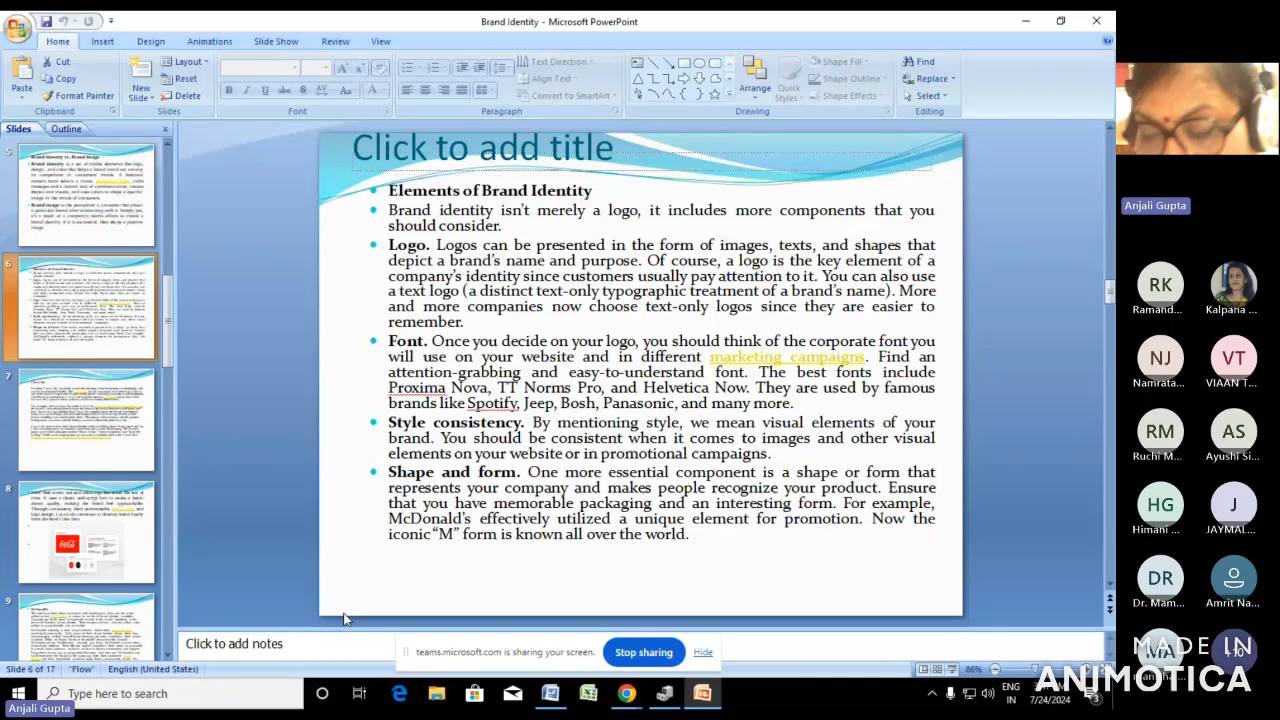 Brand Identity - Microsoft PowerPoint
Home Insert Design Animations Slide Show Review View
Paste Cut Copy Format Painter Clipboard
New Slide Layout Reset Delete Slides
Font
Paragraph Text Direction Align Text Convert to SmartArt
Arrange Quick Styles Shape Fill Shape Outline Shape Effects Drawing
Find Replace Select Editing
Slides Outline
5
6
7
8
9
Click to add title
Elements of Brand Identity
Brand identity isn't merely a logo, it includes more components that you
should consider.
Logo. Logos can be presented in the form of images, texts, and shapes that
depict a brand's name and purpose. Of course, a logo is the key element of a
company's identity since customers usually pay attention to it. You can also use
a text logo (a distinct text-only typographic treatment of a brand's name). More
and more companies now choose text-only logos since they are easier to
remember.
Font. Once you decide on your logo, you should think of the corporate font you
will use on your website and in different marketing campaigns. Find an
attention-grabbing and easy-to-understand font. The best fonts include
Proxima Nova, TT Norms Pro, and Helvetica Now. They are used by famous
brands like Spotify, Jeep, Bosh, Panasonic, and many more.
Style consistency. By mentioning style, we mean visual elements of your
brand. You should be consistent when it comes to images and other visual
elements on your website or in promotional campaigns.
Shape and form. One more essential component is a shape or form that
represents your company and makes people recognize your product. Ensure
that you have memorable packaging and an interesting form. For example,
McDonald's effectively utilized a unique element for promotion. Now the
iconic "M" form is known all over the world.
Click to add notes
teams.microsoft.com is sharing your screen. Stop sharing Hide
Slide 6 of 17 "Flow" English (United States) 86%
Type here to search
ENG
IN
7/24/2024
3
Anjali Gupta
Anjali Gupta
RK
Ramand...
Kalpana ...
NJ
Namrata...
VT
VIAAN T...
RM
Ruchi M...
AS
Ayushi Si...
HG
Himani ...
J
JAYMAL...
DR
Dr. Mam...
Amrit Na...
MA
MADE IN
ANIMOTICA